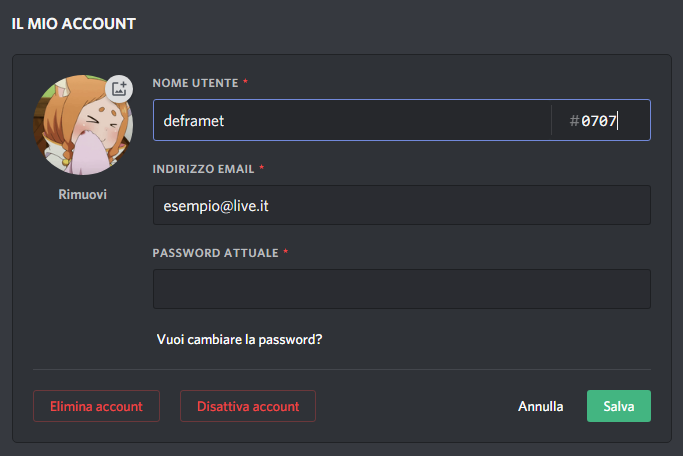 IL MIO ACCOUNT
NOME UTENTE *
deframet #0707
Rimuovi
INDIRIZZO EMAIL *
esempio@live.it
PASSWORD ATTUALE *
Vuoi cambiare la password?
Elimina account Disattiva account Annulla Salva